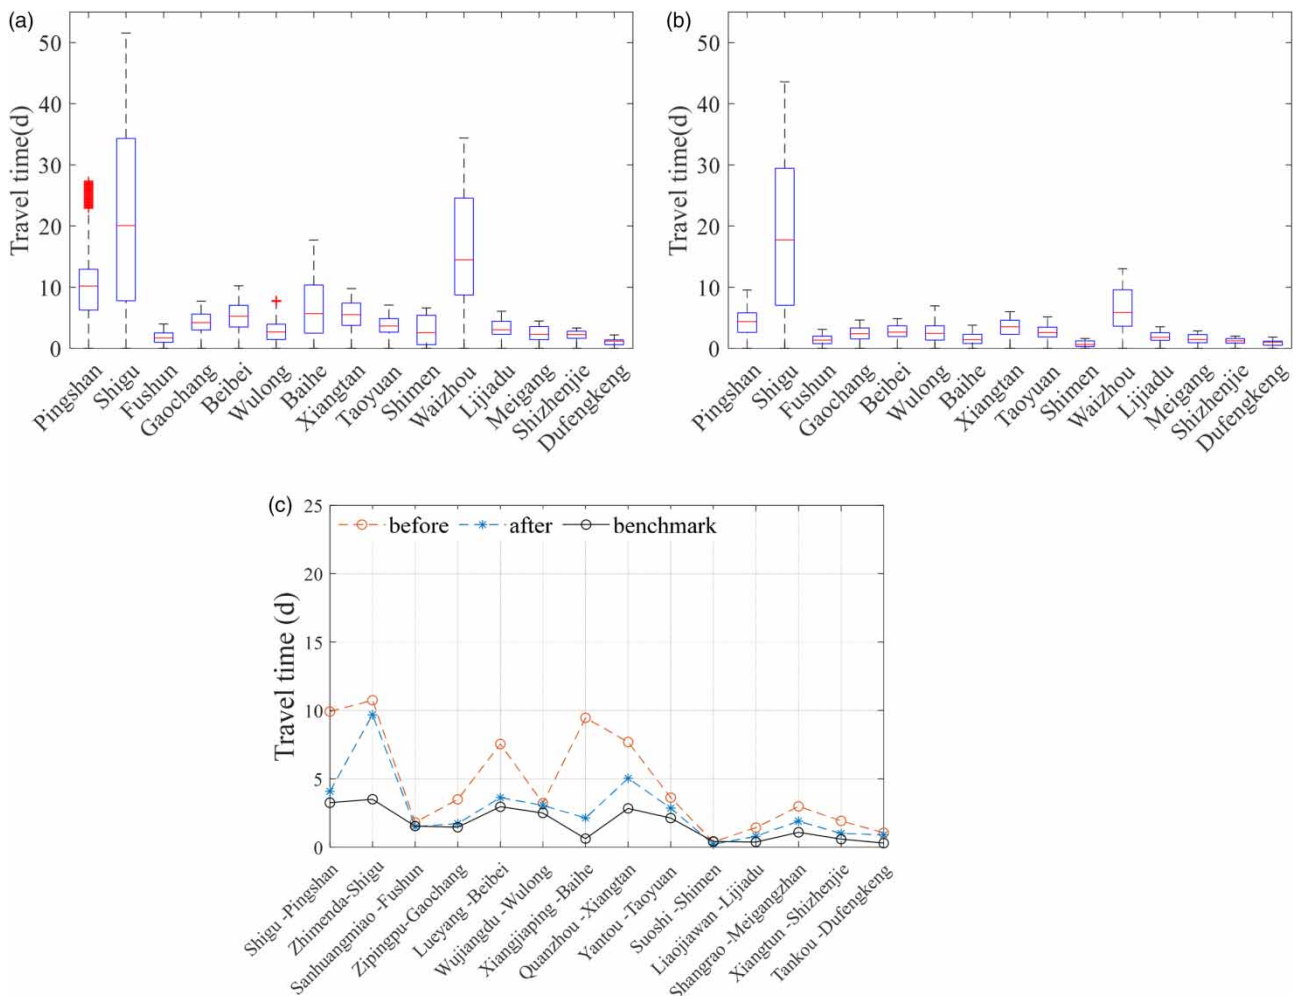 (a)
Travel time(d)
50
40
30
20
10
0
Pingshan
Shigu
Fushun
Gaochang
Beibei
Wulong
Baihe
Xiangtan
Taoyuan
Shimen
Waizhou
Lijiadu
Meigang
Shizhenjie
Dufengkeng
(b)
Travel time(d)
50
40
30
20
10
0
Pingshan
Shigu
Fushun
Gaochang
Beibei
Wulong
Baihe
Xiangtan
Taoyuan
Shimen
Waizhou
Lijiadu
Meigang
Shizhenjie
Dufengkeng
(c)
Travel time (d)
25
20
15
10
5
0
before
after
benchmark
Shigu -Pingshan
Zhimenda-Shigu
Sanhuangmiao -Fushun
Zipingpu-Gaochang
Lueyang -Beibei
Wujiangdu -Wulong
Xiangjiaping -Baihe
Quanzhou -Xiangtan
Yantou -Taoyuan
Suoshi -Shimen
Liaojiawan -Lijiadu
Shangrao -Meigangzhan
Xiangtun -Shizhenjie
Tankou -Dufengkeng